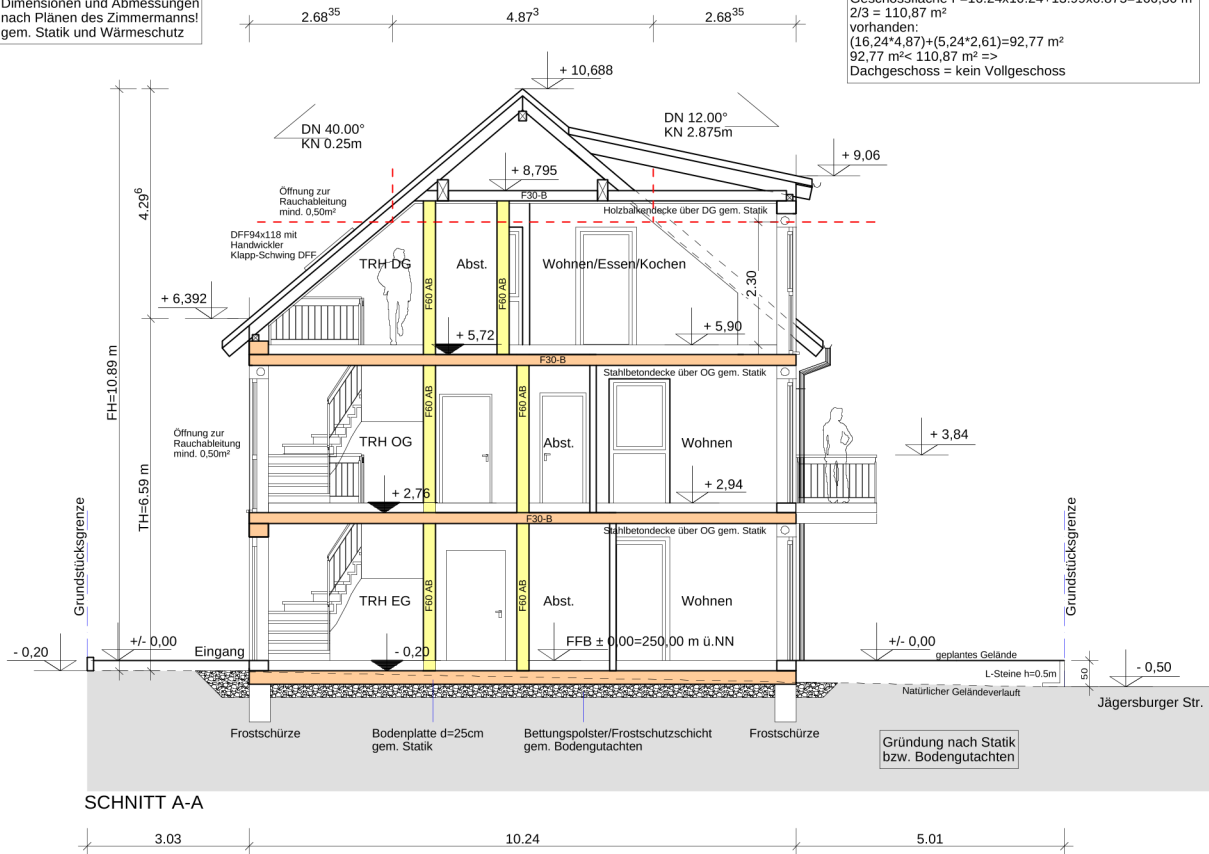 Dimensionen und Abmessungen
nach Plänen des Zimmermanns!
gem. Statik und Wärmeschutz
2.68³⁵
4.87³
2.68³⁵
2/3 = 110,87 m²
vorhanden:
(16,24*4,87)+(5,24*2,61)=92,77 m²
92,77 m²< 110,87 m² =>
Dachgeschoss = kein Vollgeschoss
+ 10,688
DN 40.00°
KN 0.25m
DN 12.00°
KN 2.875m
+ 9,06
+ 8,795
F30-B
4.29⁶
Öffnung zur
Rauchableitung
mind. 0,50m²
Holzbalkendecke über DG gem. Statik
DFF94x118 mit
Handwickler
Klapp-Schwing DFF
TRH DG
Abst.
Wohnen/Essen/Kochen
F60 AB
F60 AB
2.30
+ 6,392
+ 5,72
+ 5,90
F30-B
Stahlbetondecke über OG gem. Statik
FH=10.89 m
F60 AB
F60 AB
Öffnung zur
Rauchableitung
mind. 0,50m²
TRH OG
Abst.
Wohnen
+ 3,84
TH=6.59 m
+ 2,76
+ 2,94
F30-B
Stahlbetondecke über OG gem. Statik
Grundstücksgrenze
Grundstücksgrenze
F60 AB
F60 AB
TRH EG
Abst.
Wohnen
- 0,20
+/- 0,00
Eingang
- 0,20
FFB ± 0,00=250,00 m ü.NN
+/- 0,00
geplantes Gelände
L-Steine h=0.5m
50
- 0,50
Natürlicher Geländeverlauft
Jägersburger Str.
Frostschürze
Bodenplatte d=25cm
gem. Statik
Bettungspolster/Frostschutzschicht
gem. Bodengutachten
Frostschürze
Gründung nach Statik
bzw. Bodengutachten
SCHNITT A-A
3.03
10.24
5.01